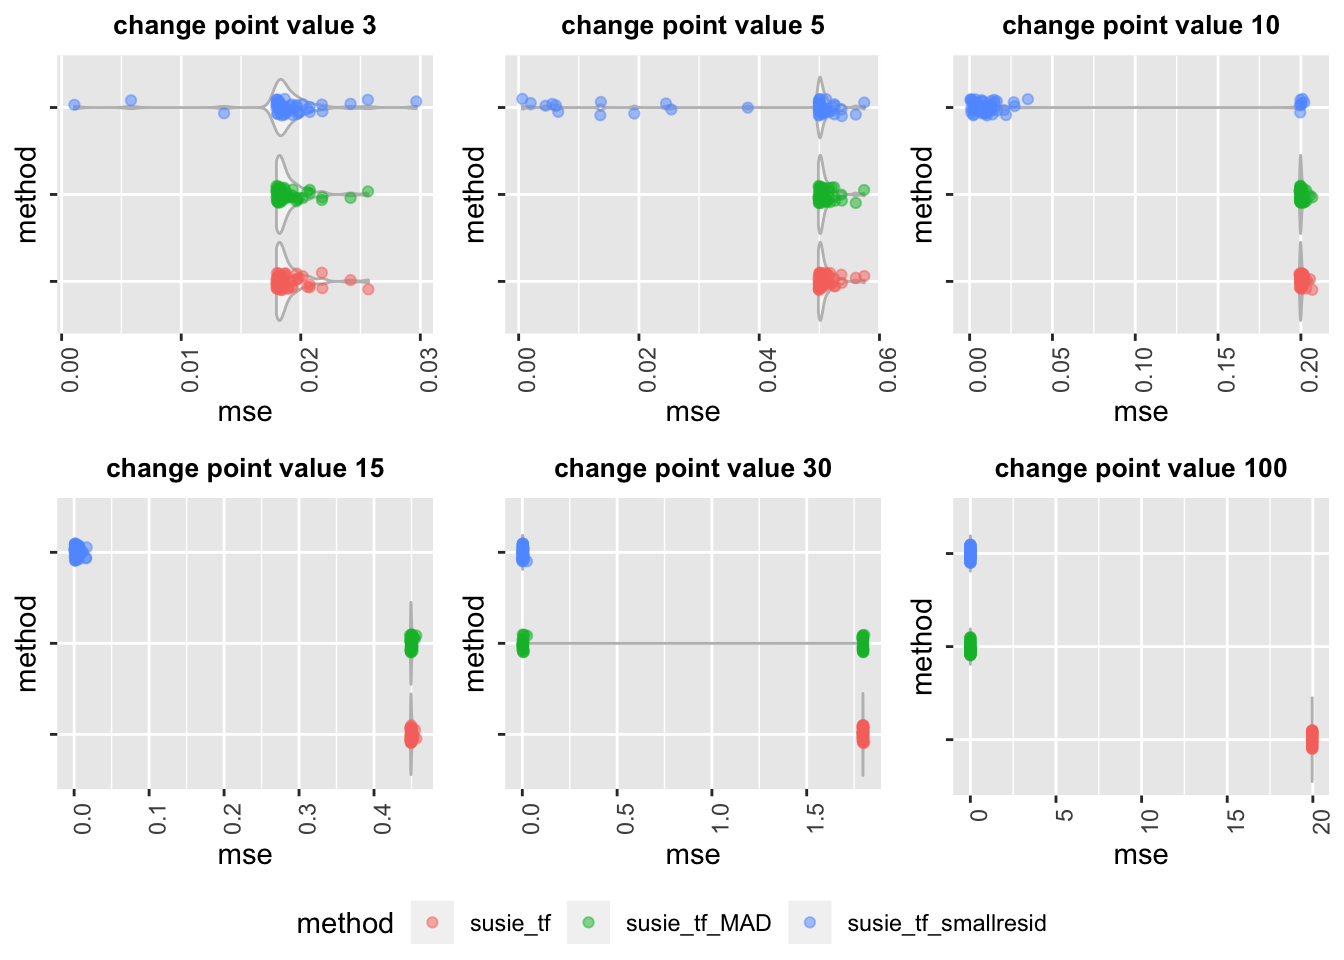 change point value 3
change point value 5
change point value 10
method
method
method
0.00 0.01 0.02 0.03
0.00 0.02 0.04 0.06
0.00 0.05 0.10 0.15 0.20
mse
mse
mse
change point value 15
change point value 30
change point value 100
method
method
method
0.0 0.1 0.2 0.3 0.4
0.0 0.5 1.0 1.5
0 5 10 15 20
mse
mse
mse
method susie_tf susie_tf_MAD susie_tf_smallresid